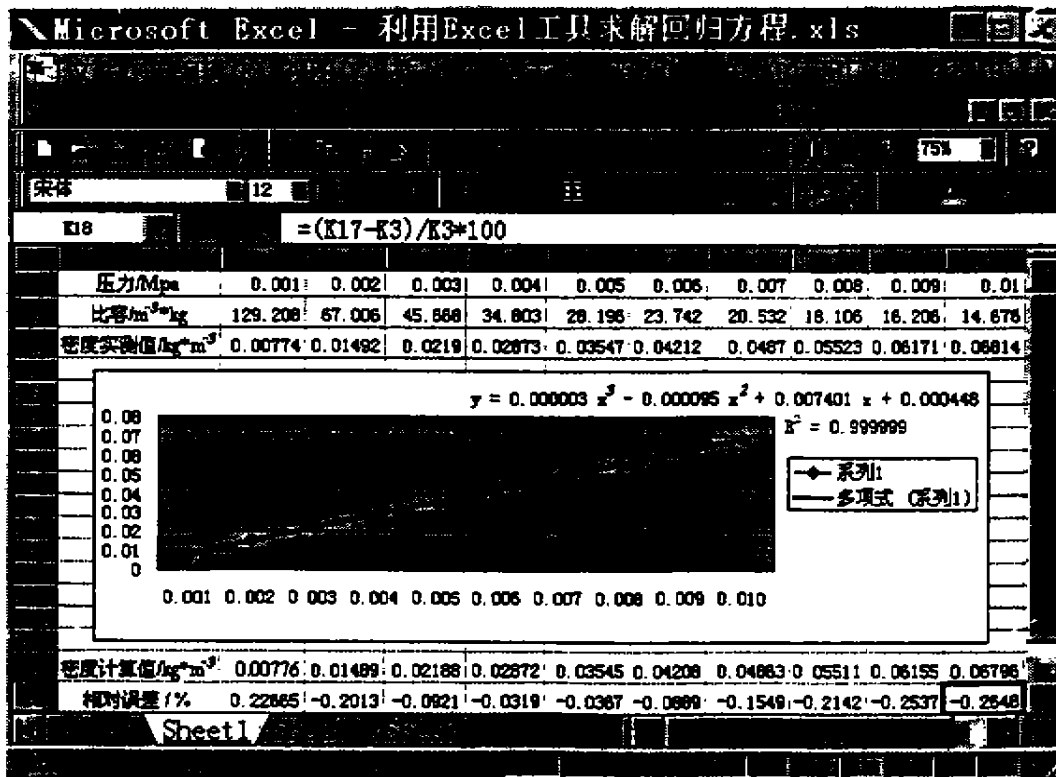 Microsoft Excel - 利用Excel工具求解回归方程.xls
75%
宋体 12
K18 =(K17-K3)/K3*100
压力/Mpa 0.001 0.002 0.003 0.004 0.005 0.006 0.007 0.008 0.009 0.01
比容/m⁻³*kg 129.208 67.006 45.668 34.803 28.196 23.742 20.532 18.106 16.206 14.676
密度实测值/kg*m⁻³ 0.00774 0.01492 0.0219 0.02873 0.03547 0.04212 0.0487 0.05523 0.06171 0.06814
y = 0.000003 x³ - 0.000095 x² + 0.007401 x + 0.000448
R² = 0.999999
0.08
0.07
0.06
0.05
0.04
0.03
0.02
0.01
0
系列1
多项式 (系列1)
0.001 0.002 0.003 0.004 0.005 0.006 0.007 0.008 0.009 0.010
密度计算值/kg*m⁻³ 0.00776 0.01489 0.02188 0.02872 0.03545 0.04208 0.04863 0.05511 0.06155 0.06796
相对误差/% 0.22665 -0.2013 -0.0921 -0.0319 -0.0367 -0.0889 -0.1549 -0.2142 -0.2537 -0.2648
Sheet1